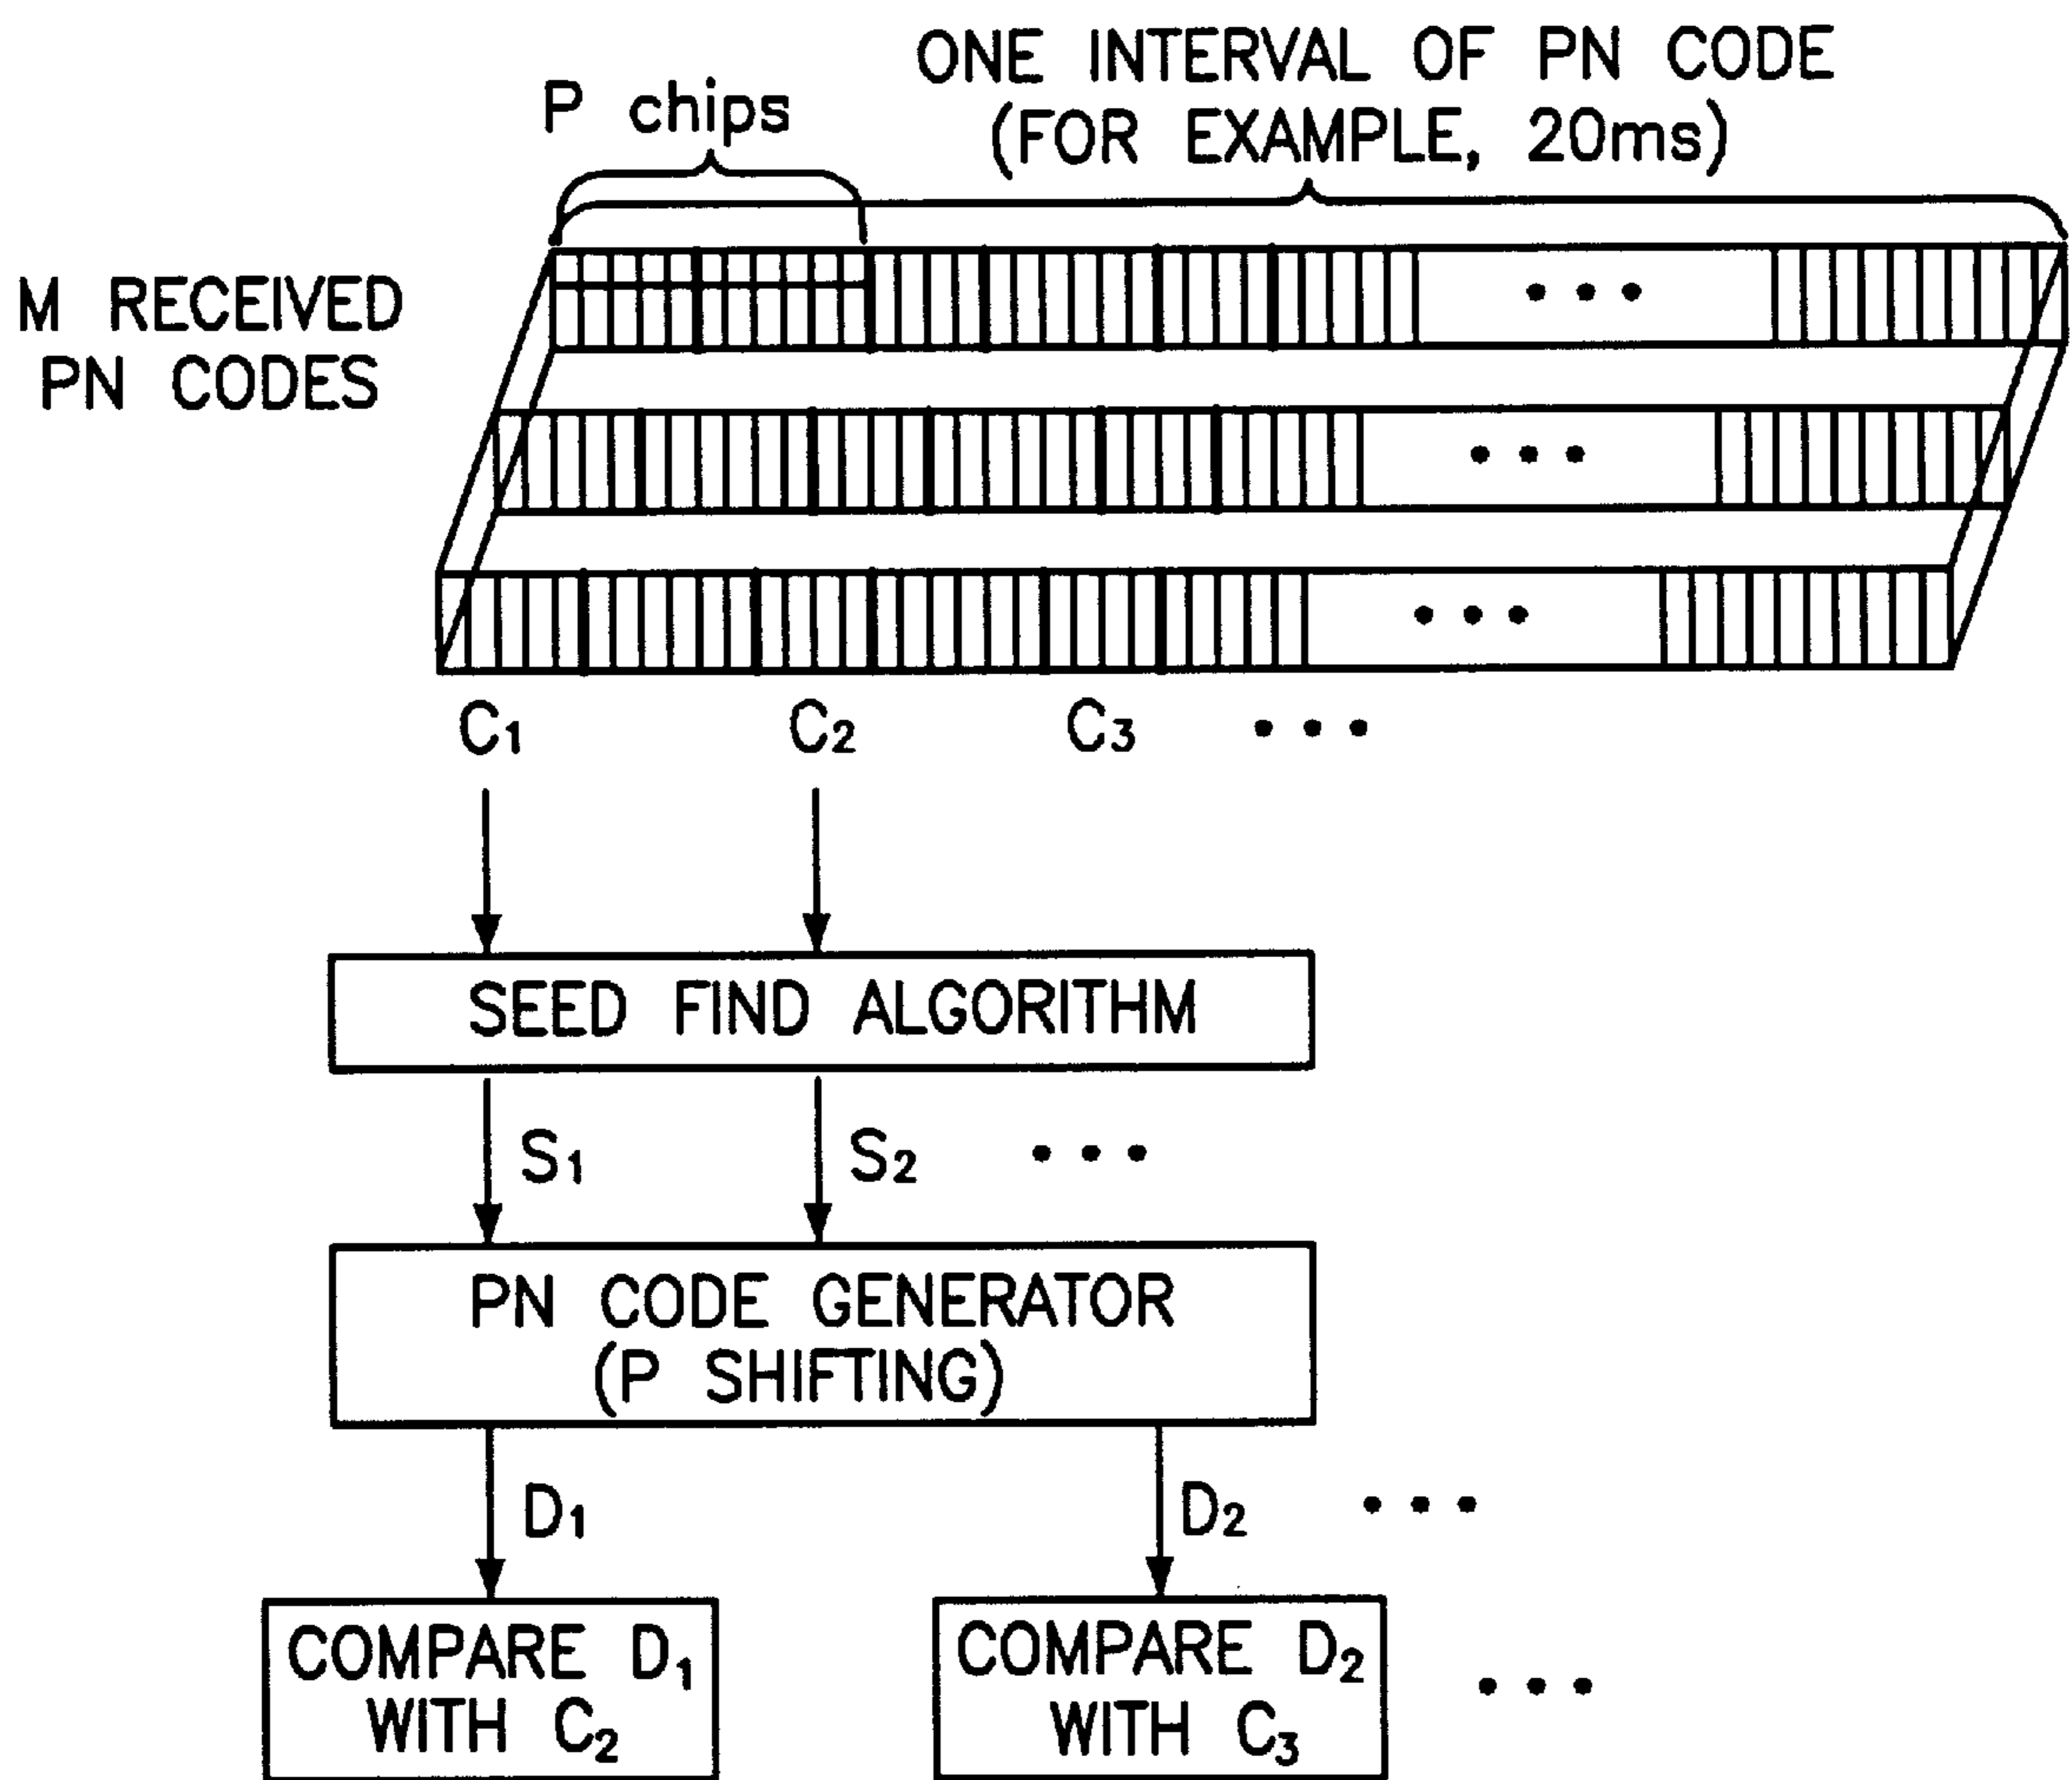 ONE INTERVAL OF PN CODE
(FOR EXAMPLE, 20ms)
P chips
M RECEIVED
PN CODES
C1 C2 C3 • • •
SEED FIND ALGORITHM
S1 S2 • • •
PN CODE GENERATOR
(P SHIFTING)
D1 D2 • • •
COMPARE D1
WITH C2
COMPARE D2
WITH C3
• • •